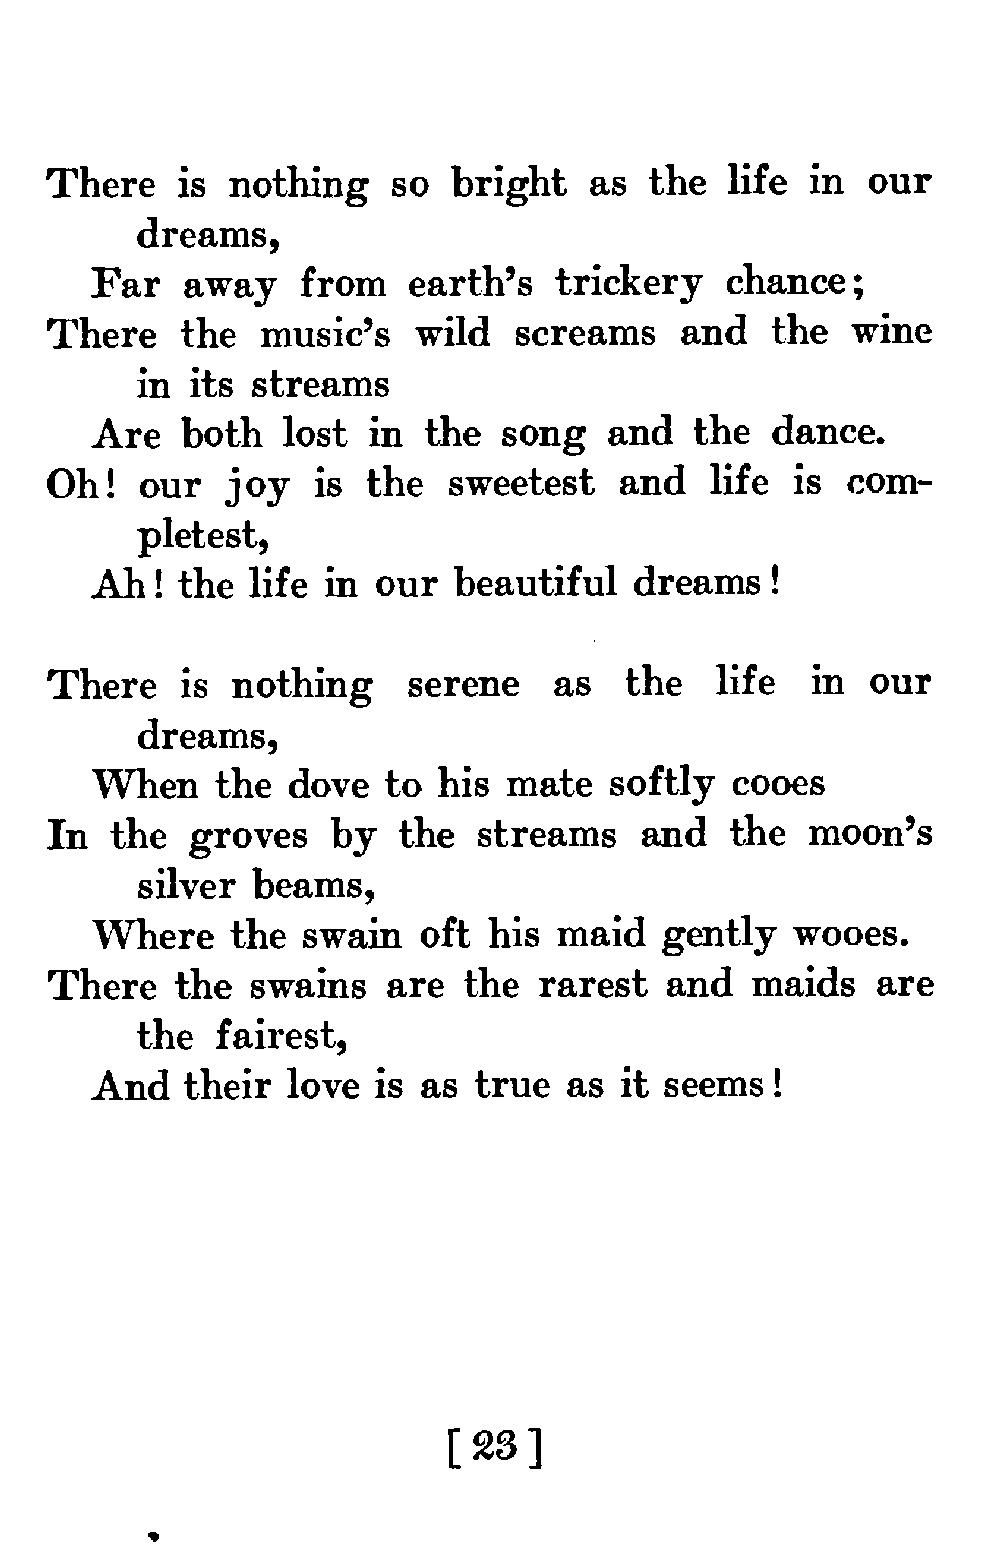 There is nothing so bright as the life in our
dreams,
Far away from earth's trickery chance;
There the music's wild screams and the wine
in its streams
Are both lost in the song and the dance.
Oh! our joy is the sweetest and life is com-
pletest,
Ah! the life in our beautiful dreams!

There is nothing serene as the life in our
dreams,
When the dove to his mate softly cooes
In the groves by the streams and the moon's
silver beams,
Where the swain oft his maid gently wooes.
There the swains are the rarest and maids are
the fairest,
And their love is as true as it seems!

[ 23 ]